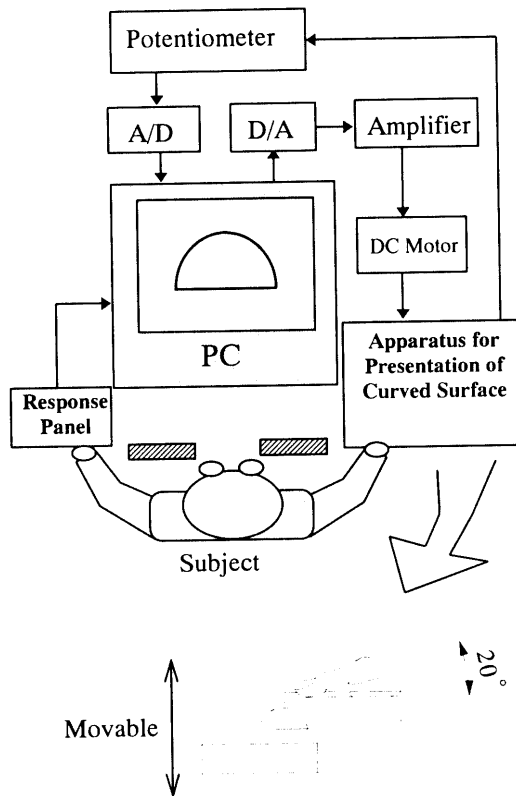 Potentiometer
A/D
D/A
Amplifier
DC Motor
PC
Apparatus for
Presentation of
Curved Surface
Response
Panel
Subject
20°
Movable